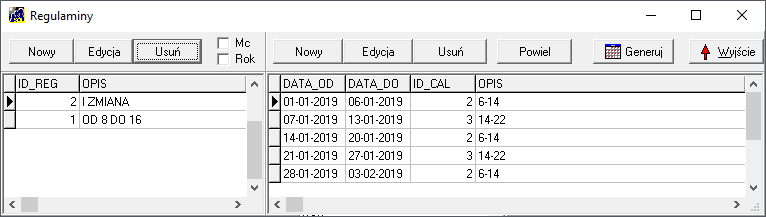 Regulaminy
Nowy Edycja Usuń Mc Rok Nowy Edycja Usuń Powiel Generuj Wyjście
ID_REG OPIS
2 I ZMIANA
1 OD 8 DO 16
DATA_OD DATA_DO ID_CAL OPIS
01-01-2019 06-01-2019 2 6-14
07-01-2019 13-01-2019 3 14-22
14-01-2019 20-01-2019 2 6-14
21-01-2019 27-01-2019 3 14-22
28-01-2019 03-02-2019 2 6-14